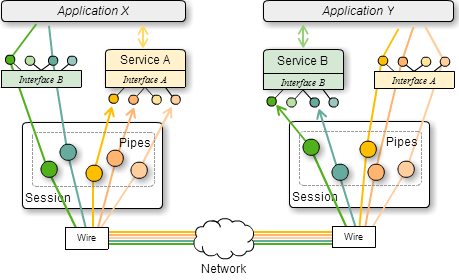 Application X
Application Y
Interface B
Service A
Interface A
Service B
Interface B
Interface A
Pipes
Session
Pipes
Session
Wire
Wire
Network